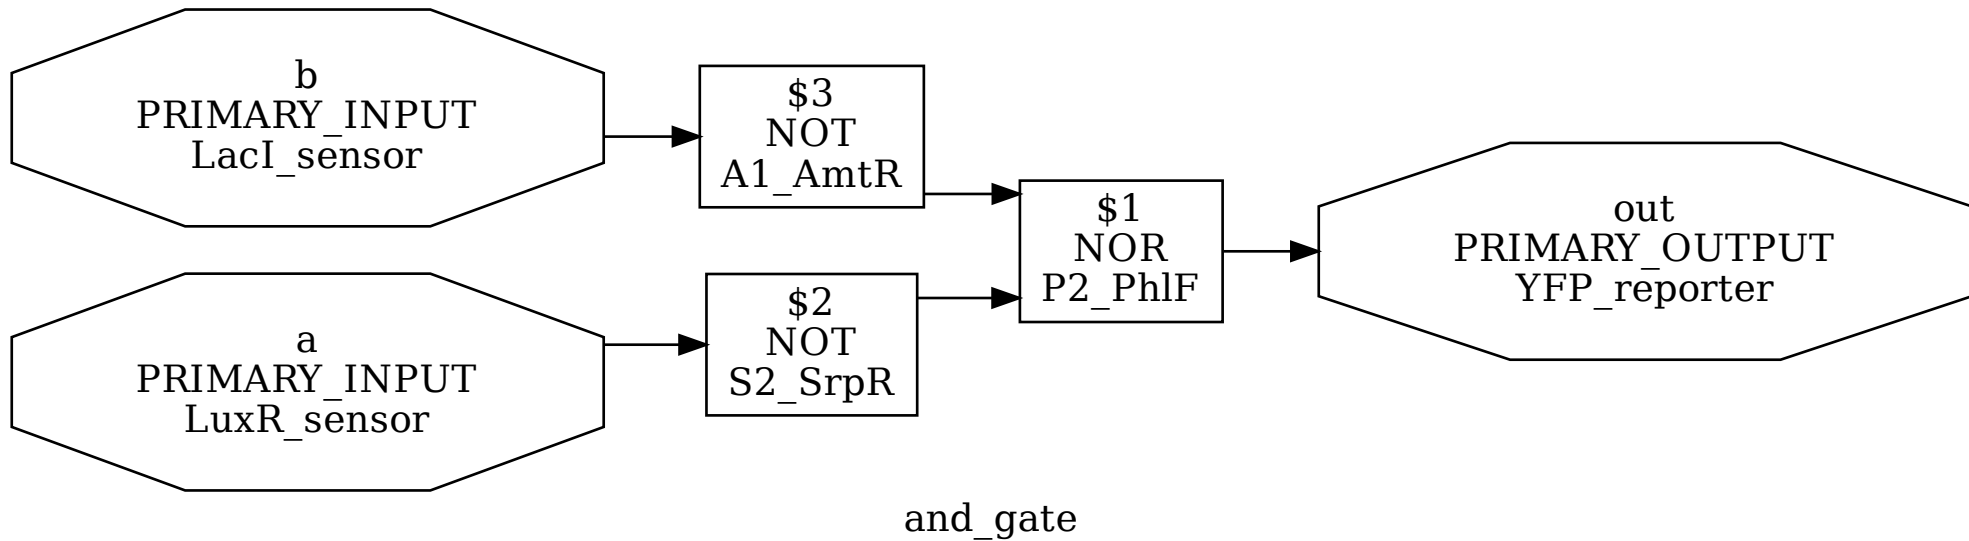 b
PRIMARY_INPUT
LacI_sensor
$3
NOT
A1_AmtR
a
PRIMARY_INPUT
LuxR_sensor
$2
NOT
S2_SrpR
$1
NOR
P2_PhlF
out
PRIMARY_OUTPUT
YFP_reporter
and_gate